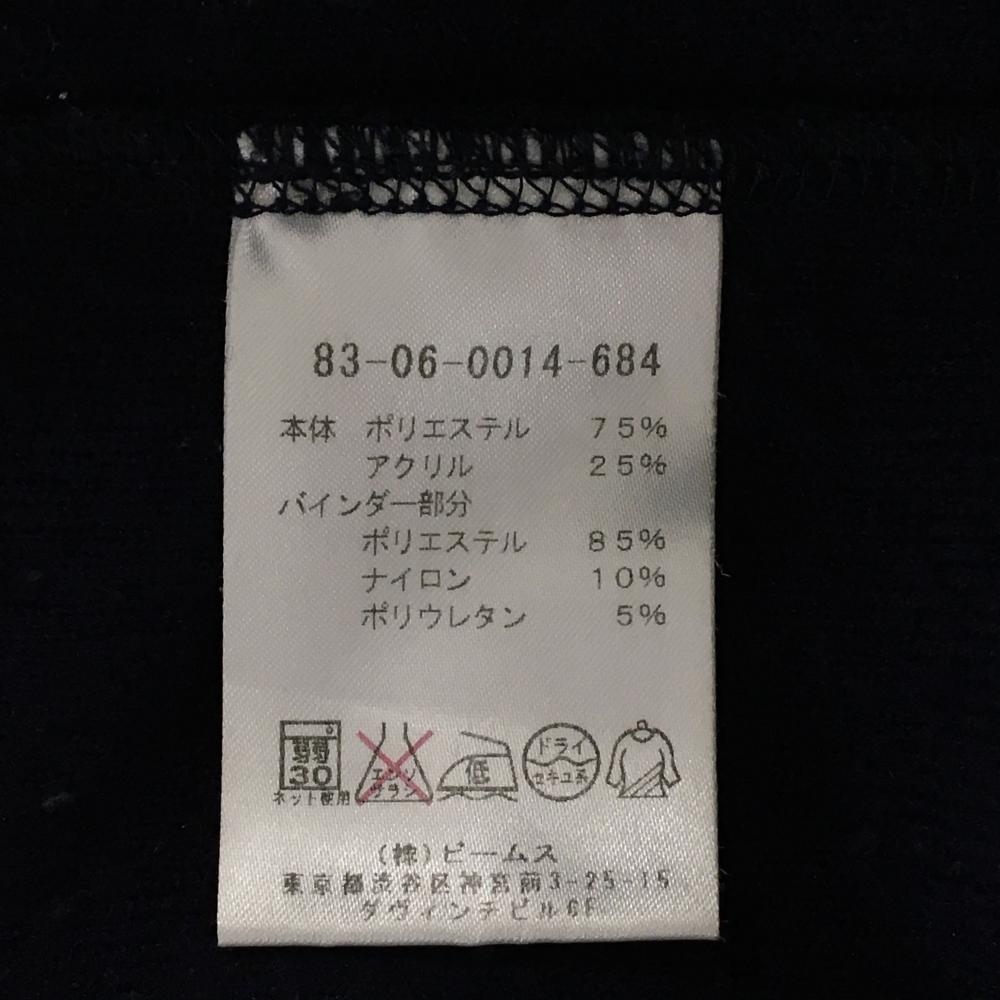 83-06-0014-684
本体 ポリエステル 75%
アクリル 25%
バインダー部分
ポリエステル 85%
ナイロン 10%
ポリウレタン 5%
弱
30
ネット使用
エンソ
サラシ
低
ドライ
セキユ系
(株)ビームス
東京都渋谷区神宮前3-25-15
ダヴィンチビル6F